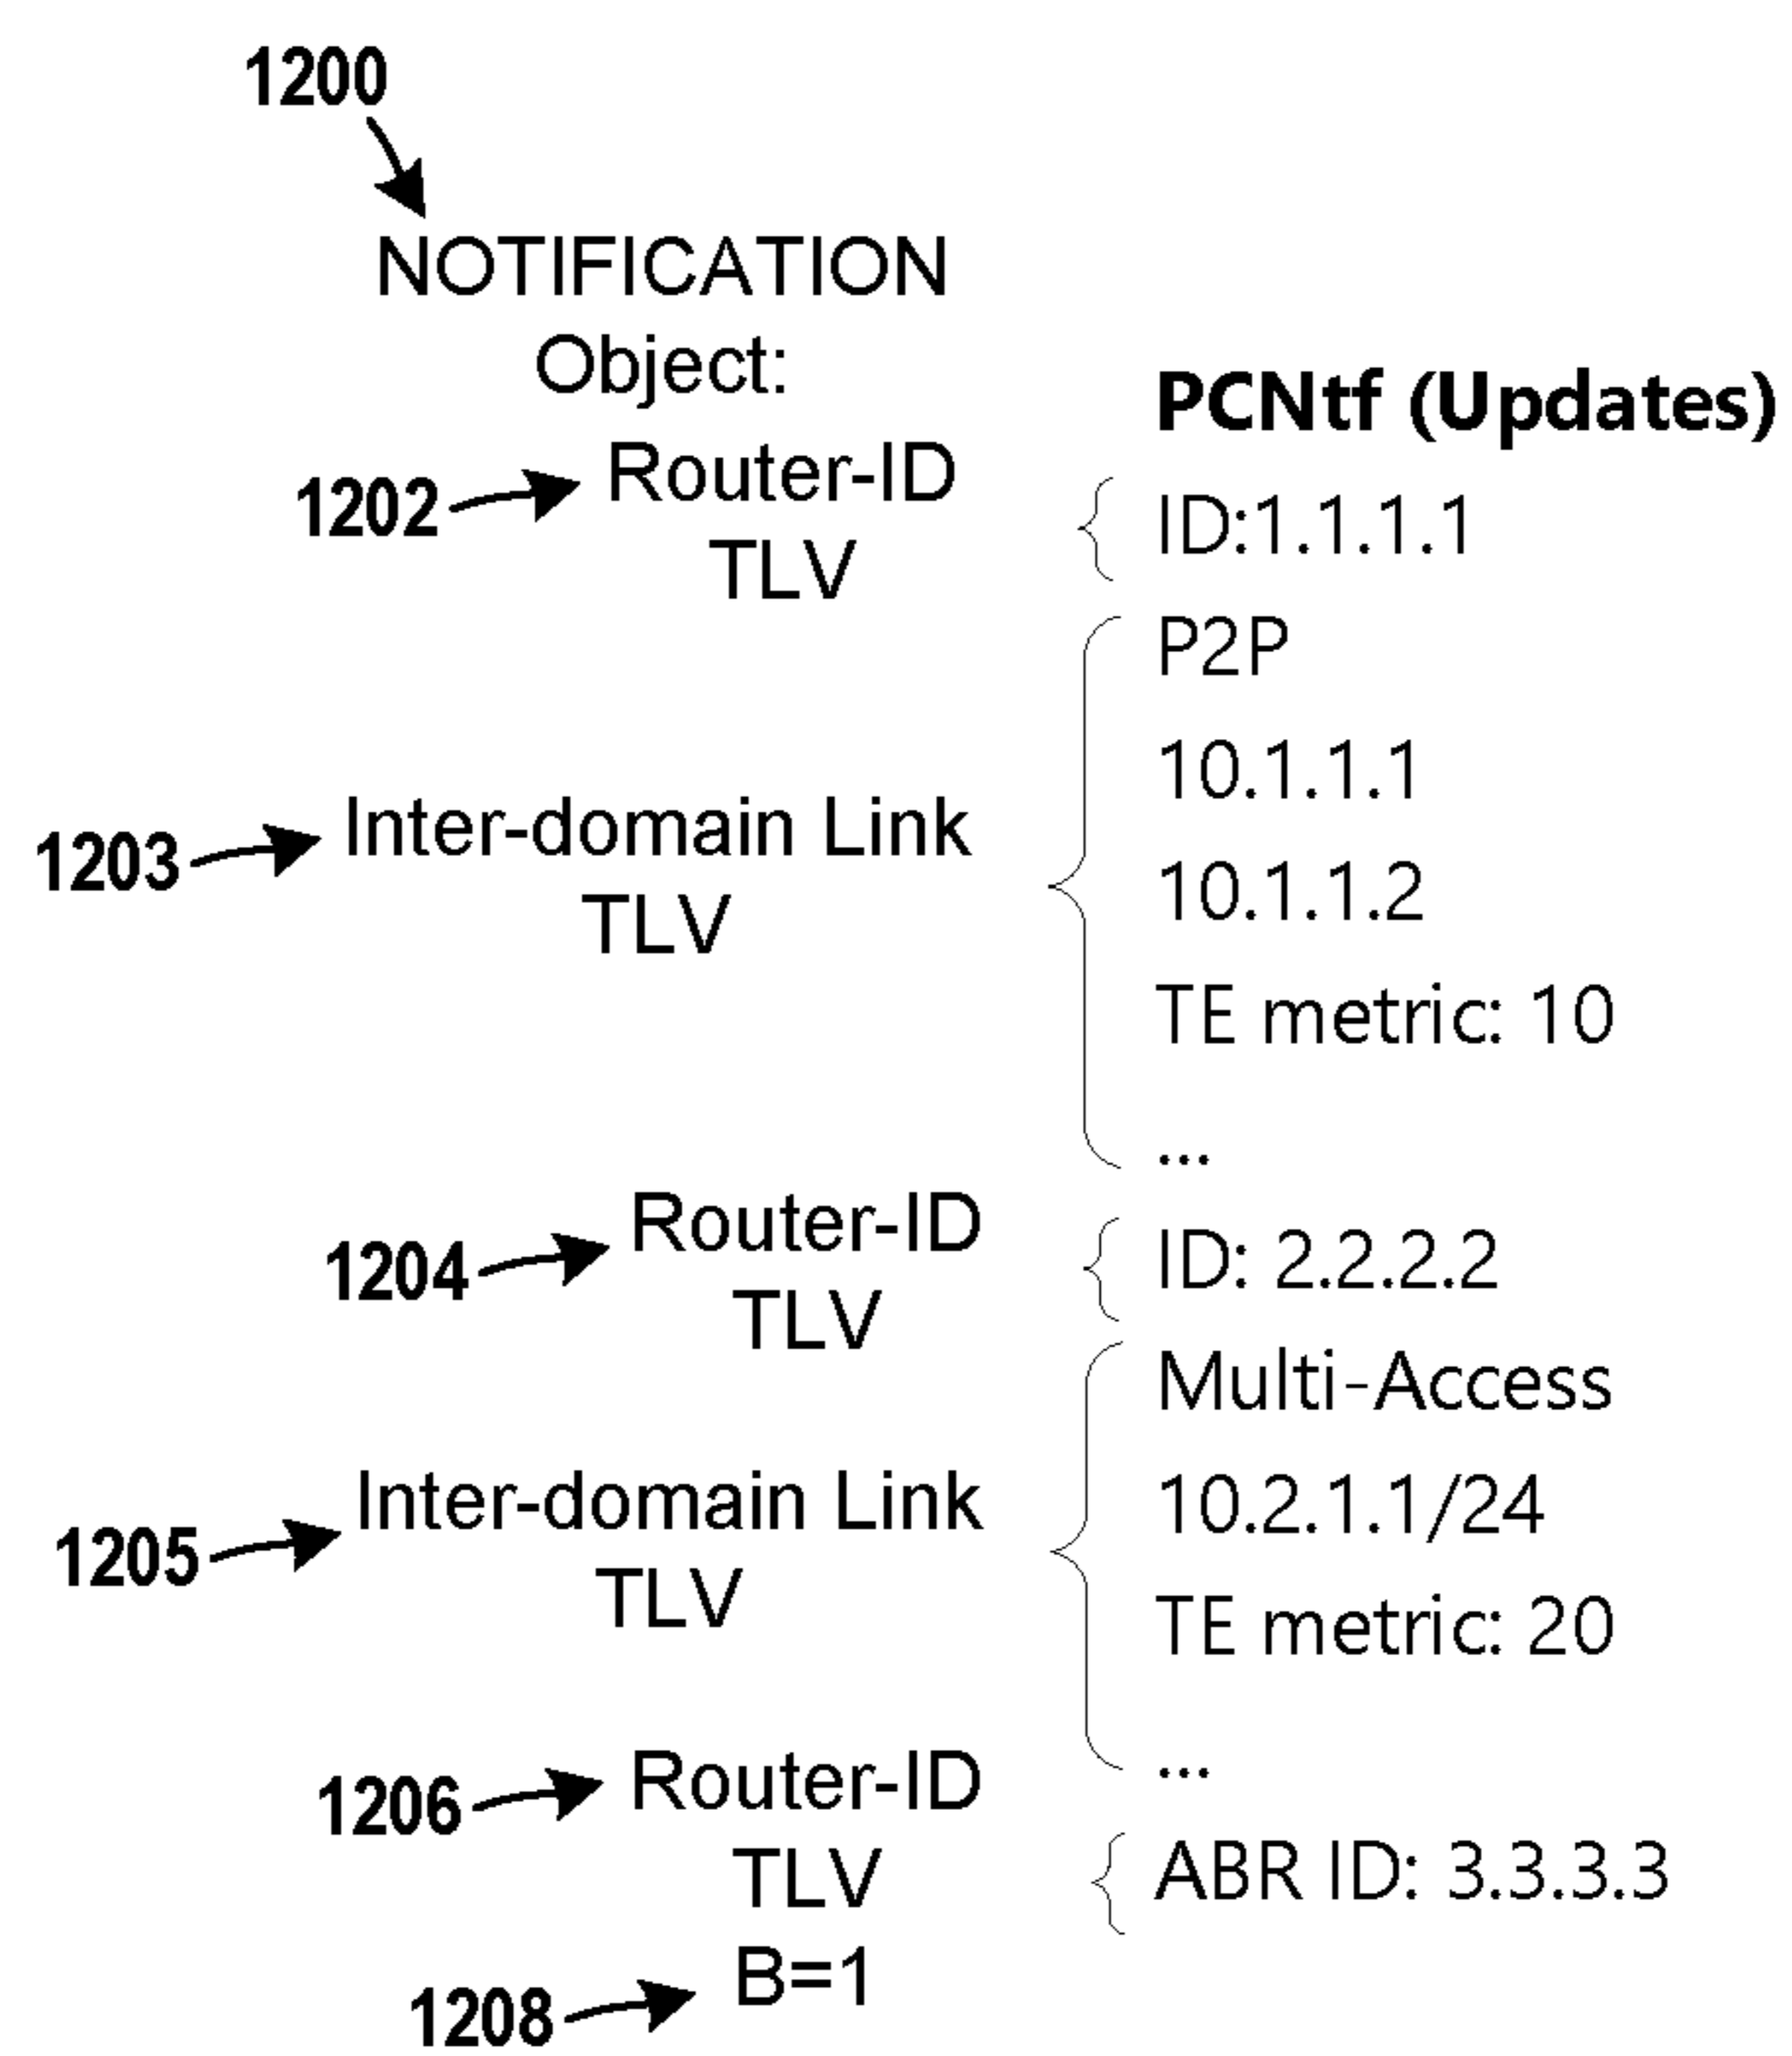 1200
NOTIFICATION
Object:
PCNtf (Updates)
1202
Router-ID
TLV
ID:1.1.1.1
P2P
10.1.1.1
1203
Inter-domain Link
TLV
10.1.1.2
TE metric: 10
...
1204
Router-ID
TLV
ID: 2.2.2.2
Multi-Access
1205
Inter-domain Link
TLV
10.2.1.1/24
TE metric: 20
...
1206
Router-ID
TLV
ABR ID: 3.3.3.3
1208
B=1